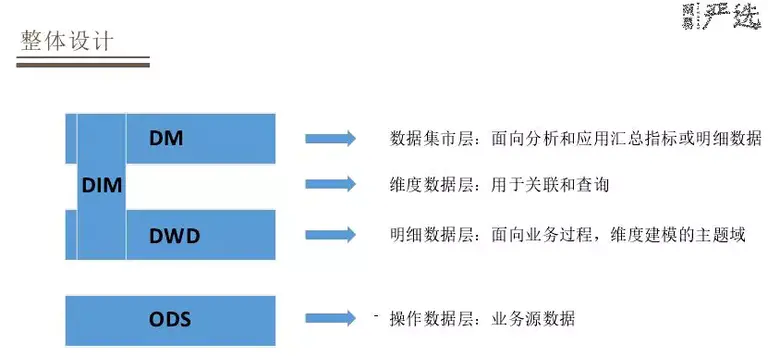 整体设计
网易严选
DM
数据集市层：面向分析和应用汇总指标或明细数据
DIM
维度数据层：用于关联和查询
DWD
明细数据层：面向业务过程，维度建模的主题域
ODS
操作数据层：业务源数据